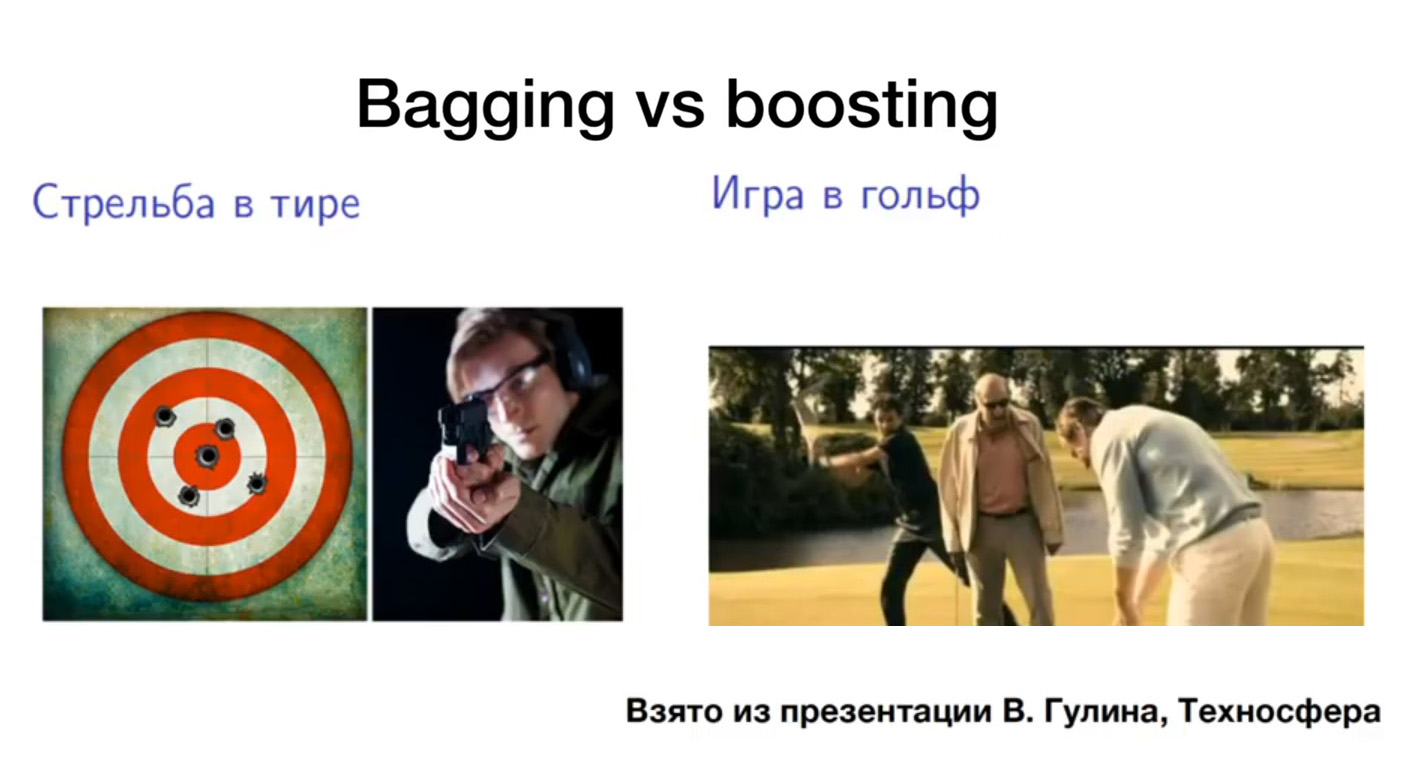 Bagging vs boosting
Стрельба в тире
Игра в гольф
Взято из презентации В. Гулина, Техносфера